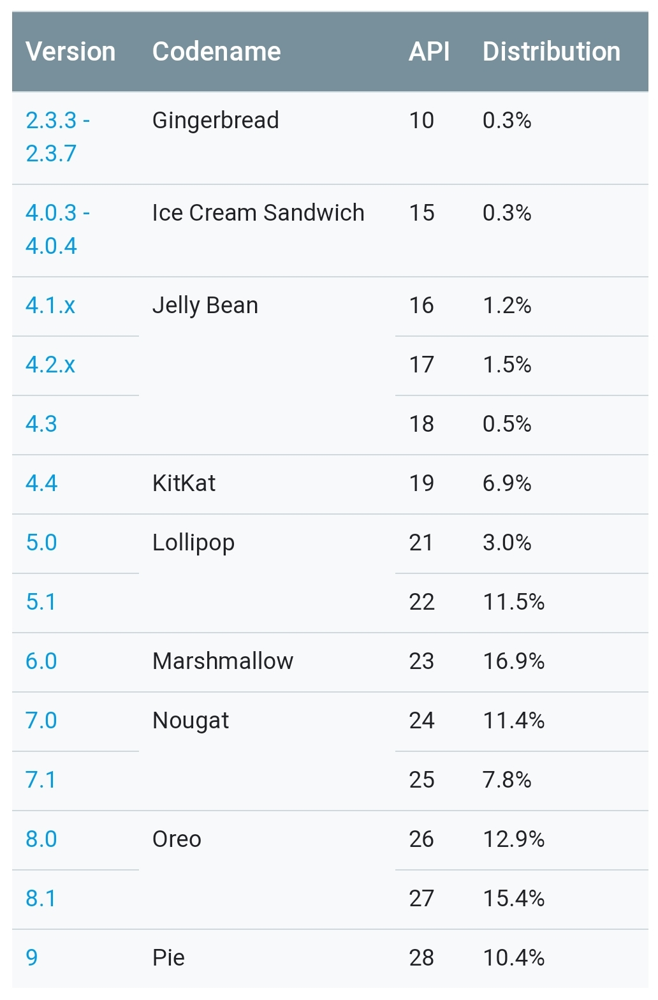 Version Codename API Distribution
2.3.3 - Gingerbread 10 0.3%
2.3.7
4.0.3 - Ice Cream Sandwich 15 0.3%
4.0.4
4.1.x Jelly Bean 16 1.2%
4.2.x 17 1.5%
4.3 18 0.5%
4.4 KitKat 19 6.9%
5.0 Lollipop 21 3.0%
5.1 22 11.5%
6.0 Marshmallow 23 16.9%
7.0 Nougat 24 11.4%
7.1 25 7.8%
8.0 Oreo 26 12.9%
8.1 27 15.4%
9 Pie 28 10.4%